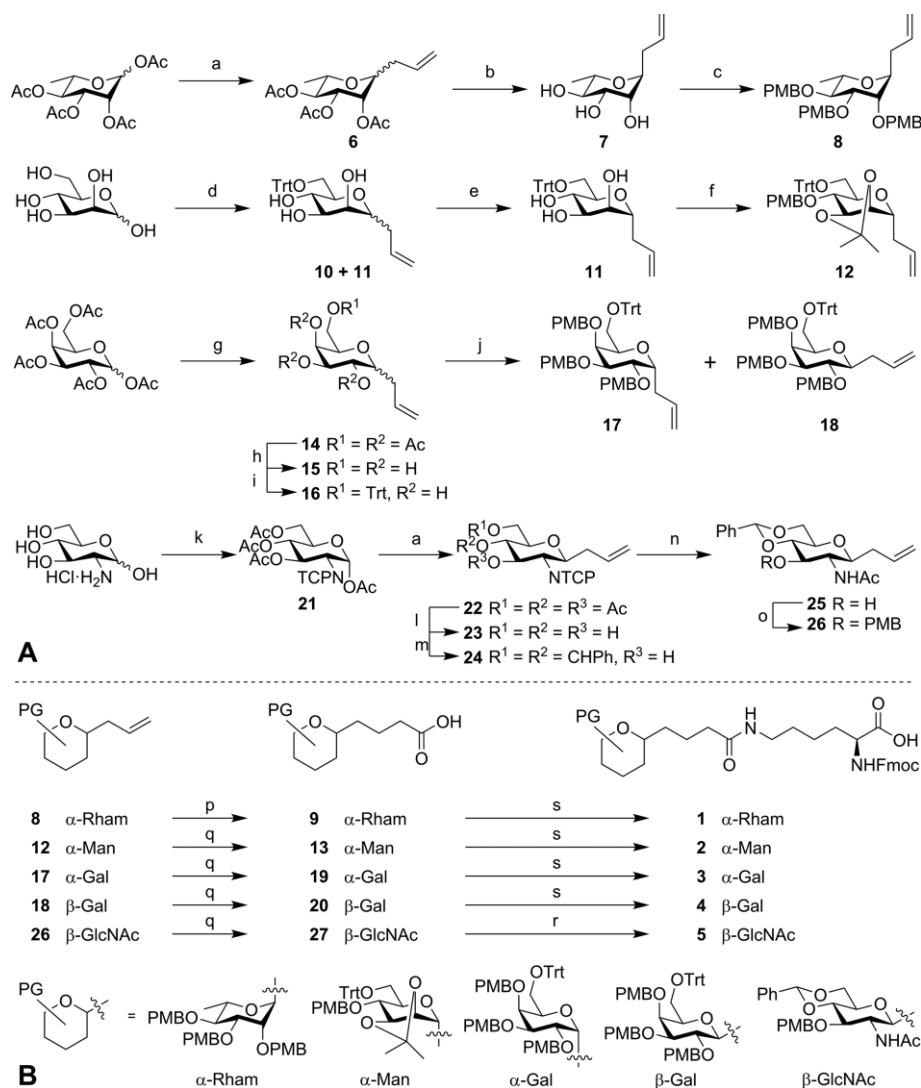 OAc a b c
AcO AcO AcO HO PMBO
OAc OAc HO OH PMBO OPMB
6 7 8
HO OH TrtO OH TrtO OH TrtO O
HO d HO e HO f PMBO
HO HO HO O
OH
10 + 11 11 12
OAc OR¹ OTrt OTrt
AcO R²O PMBO PMBO
g j +
AcO R²O PMBO PMBO
AcO OAc R²O PMBO PMBO
17 18
h 14 R¹ = R² = Ac
i 15 R¹ = R² = H
16 R¹ = Trt, R² = H
HO AcO R¹O Ph O
HO k AcO a R²O n O
HO AcO R³O RO
HCl·H₂N OH TCPN OAc NTCP NHAc
21 l 22 R¹ = R² = R³ = Ac 25 R = H
m 23 R¹ = R² = R³ = H o 26 R = PMB
A 24 R¹ = R² = CHPh, R³ = H
PG O PG O OH O PG O H N O OH
O NHFmoc
8 α-Rham p 9 α-Rham s 1 α-Rham
12 α-Man q 13 α-Man s 2 α-Man
17 α-Gal q 19 α-Gal s 3 α-Gal
18 β-Gal q 20 β-Gal s 4 β-Gal
26 β-GlcNAc q 27 β-GlcNAc r 5 β-GlcNAc
PG O = O TrtO O OTrt OTrt Ph O
PMBO PMBO O PMBO PMBO O
PMBO OPMB O PMBO PMBO PMBO
PMBO PMBO NHAc
B α-Rham α-Man α-Gal β-Gal β-GlcNAc